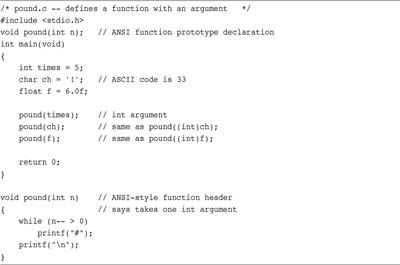 /* pound.c -- defines a function with an argument   */
#include <stdio.h>
void pound(int n);   // ANSI function prototype declaration
int main(void)
{
    int times = 5;
    char ch = '!';   // ASCII code is 33
    float f = 6.0f;

    pound(times);    // int argument
    pound(ch);       // same as pound((int)ch);
    pound(f);        // same as pound((int)f);

    return 0;
}

void pound(int n)    // ANSI-style function header
{                    // says takes one int argument
    while (n-- > 0)
        printf("#");
    printf("\n");
}